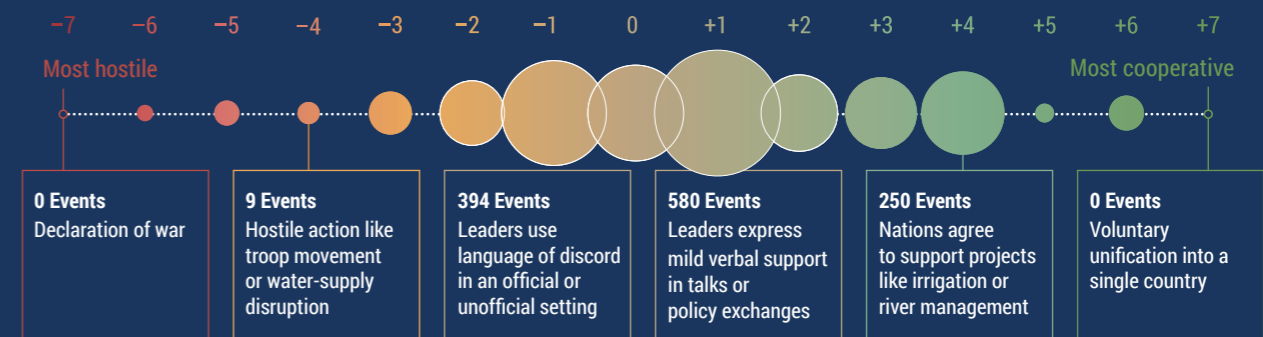 −7 −6 −5 −4 −3 −2 −1 0 +1 +2 +3 +4 +5 +6 +7
Most hostile
Most cooperative
0 Events
Declaration of war
9 Events
Hostile action like
troop movement
or water-supply
disruption
394 Events
Leaders use
language of discord
in an official or
unofficial setting
580 Events
Leaders express
mild verbal support
in talks or
policy exchanges
250 Events
Nations agree
to support projects
like irrigation or
river management
0 Events
Voluntary
unification into a
single country